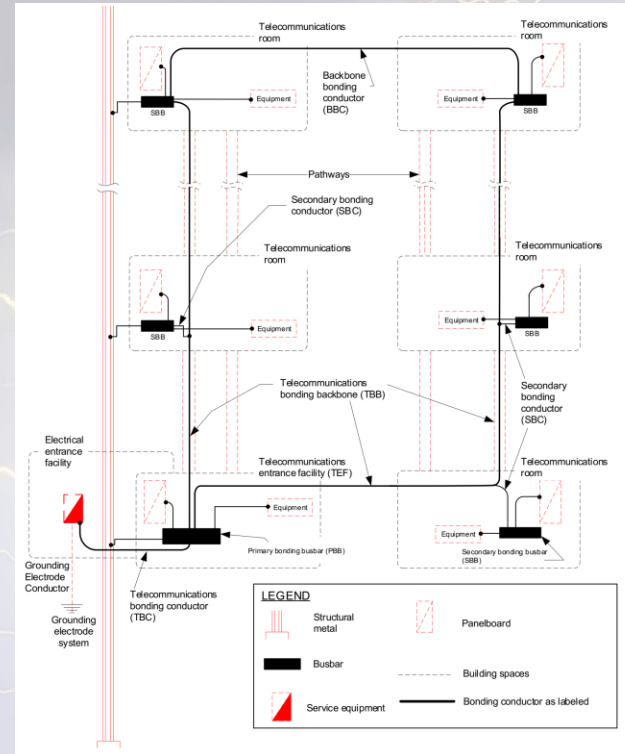 Telecommunications
room
Telecommunications
room
Backbone
bonding
conductor
(BBC)
Equipment
SBB
Equipment
SBB
Pathways
Secondary bonding
conductor (SBC)
Telecommunications
room
Telecommunications
room
SBB
Equipment
Equipment
SBB
Telecommunications
bonding backbone (TBB)
Secondary
bonding
conductor
(SBC)
Electrical
entrance
facility
Telecommunications
entrance facility (TEF)
Telecommunications
room
Equipment
Equipment
Primary bonding busbar (PBB)
Secondary bonding busbar
(SBB)
Grounding
Electrode
Conductor
Grounding
electrode
system
Telecommunications
bonding conductor
(TBC)
LEGEND
Structural
metal
Panelboard
Busbar
Building spaces
Service equipment
Bonding conductor as labeled